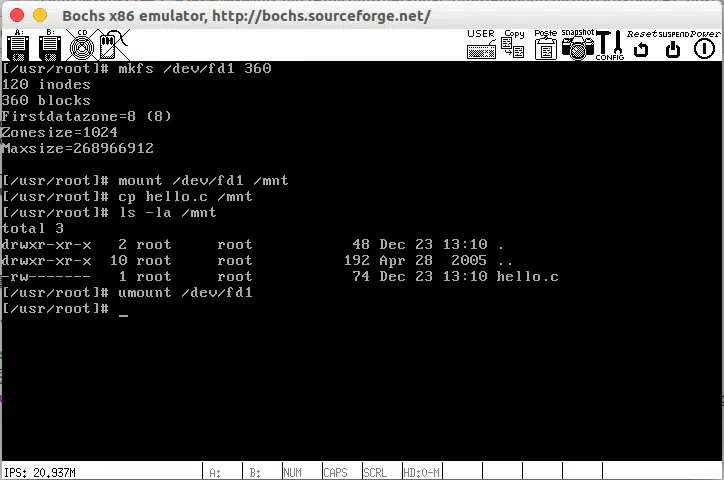 Bochs x86 emulator, http://bochs.sourceforge.net/
A: B: CD USER Copy Paste snapshot CONFIG Reset SUSPEND Power
[/usr/root]# mkfs /dev/fd1 360
120 inodes
360 blocks
Firstdatazone=8 (8)
Zonesize=1024
Maxsize=268966912
[/usr/root]# mount /dev/fd1 /mnt
[/usr/root]# cp hello.c /mnt
[/usr/root]# ls -la /mnt
total 3
drwxr-xr-x   2 root     root           48 Dec 23 13:10 .
drwxr-xr-x  10 root     root          192 Apr 28  2005 ..
-rw-------   1 root     root           74 Dec 23 13:10 hello.c
[/usr/root]# umount /dev/fd1
[/usr/root]# _
IPS: 20.937M A: B: NUM CAPS SCRL HD:0-M